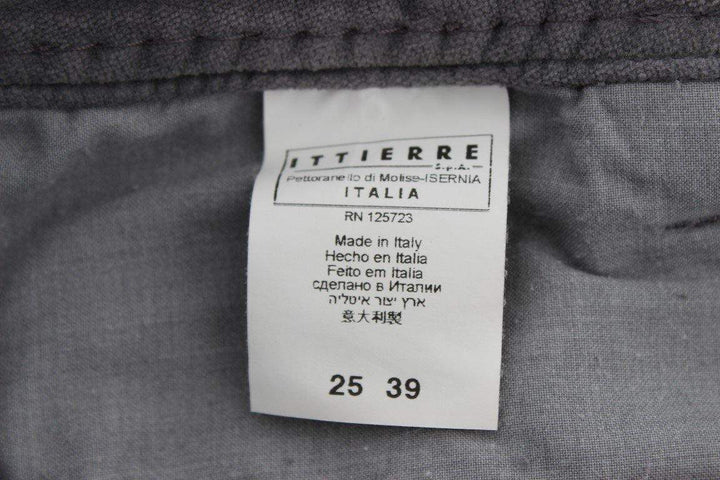 ITTIERRE
S.p.A.
Pettoranello di Molise-ISERNIA
ITALIA
RN 125723
Made in Italy
Hecho en Italia
Feito em Italia
сделано в Италии
ארץ יצור איטליה
意大利製
25 39